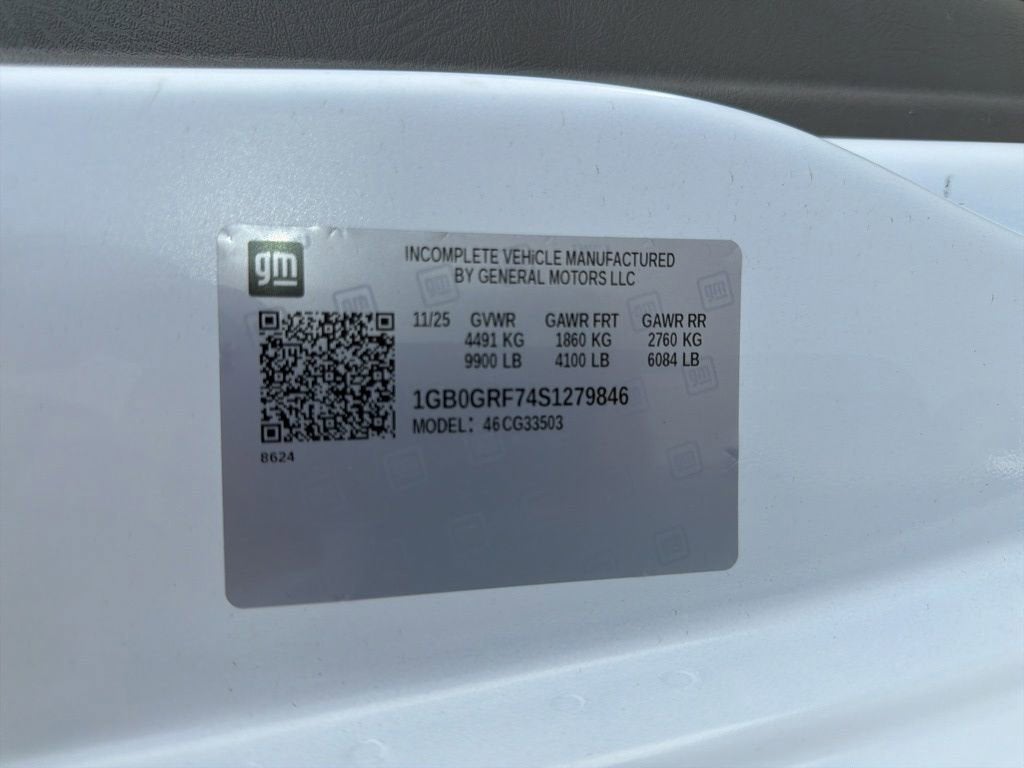 gm
INCOMPLETE VEHICLE MANUFACTURED
BY GENERAL MOTORS LLC
11/25 GVWR GAWR FRT GAWR RR
4491 KG 1860 KG 2760 KG
9900 LB 4100 LB 6084 LB
1GB0GRF74S1279846
MODEL: 46CG33503
8624